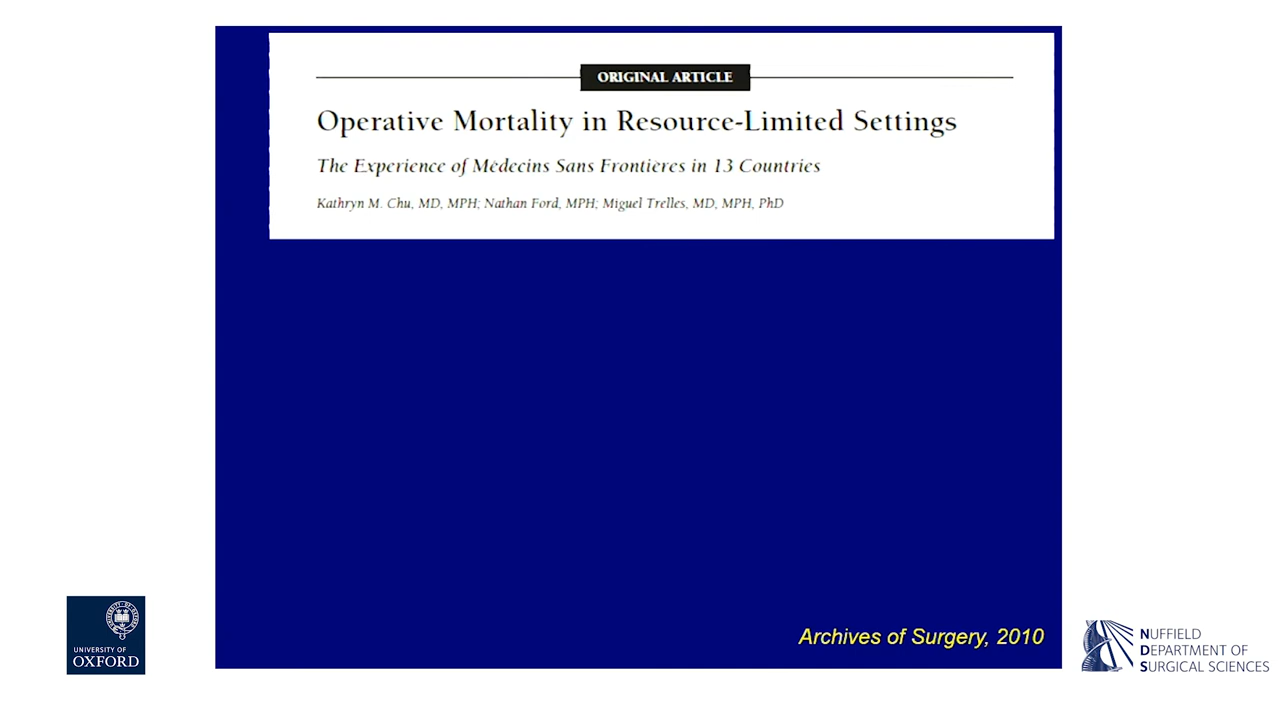 ORIGINAL ARTICLE
Operative Mortality in Resource-Limited Settings
The Experience of Médecins Sans Frontières in 13 Countries
Kathryn M. Chu, MD, MPH; Nathan Ford, MPH; Miguel Trelles, MD, MPH, PhD
Archives of Surgery, 2010
UNIVERSITY OF
OXFORD
NUFFIELD
DEPARTMENT OF
SURGICAL SCIENCES